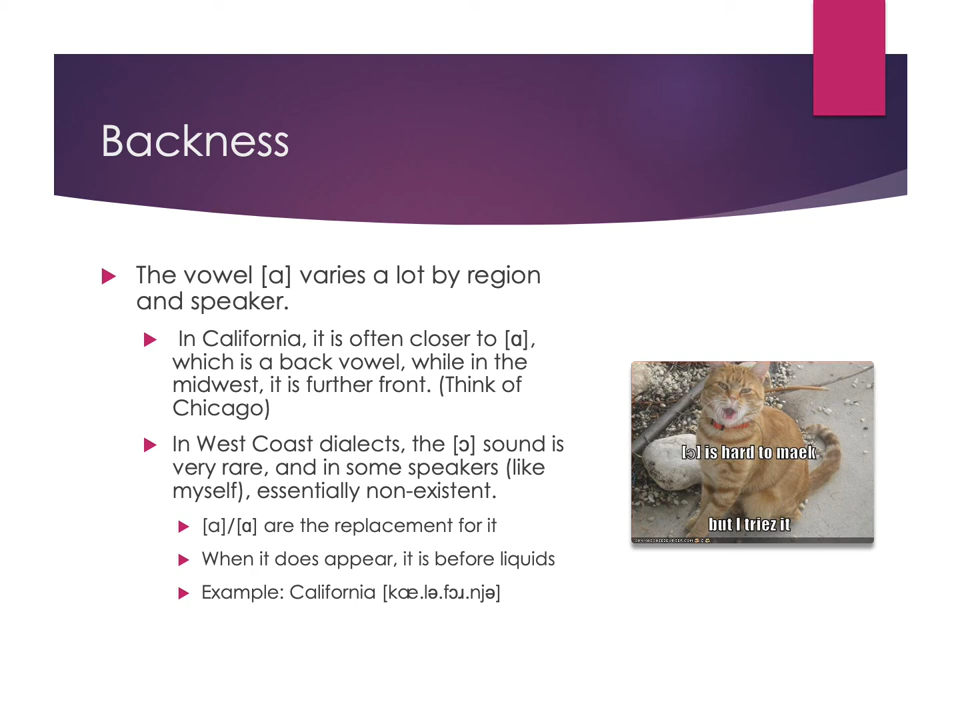 Backness
The vowel [a] varies a lot by region
and speaker.
In California, it is often closer to [ɑ],
which is a back vowel, while in the
midwest, it is further front. (Think of
Chicago)
In West Coast dialects, the [ɔ] sound is
very rare, and in some speakers (like
myself), essentially non-existent.
[a]/[ɑ] are the replacement for it
When it does appear, it is before liquids
Example: California [kæ.lə.fɔɹ.njə]
[ɔ] is hard to maek
but I triez it